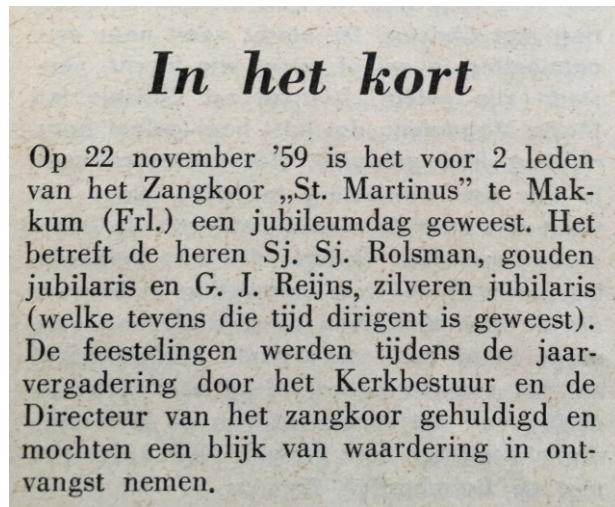 In het kort
Op 22 november ’59 is het voor 2 leden
van het Zangkoor „St. Martinus” te Mak-
kum (Frl.) een jubileumdag geweest. Het
betreft de heren Sj. Sj. Rolsman, gouden
jubilaris en G. J. Reijns, zilveren jubilaris
(welke tevens die tijd dirigent is geweest).
De feestelingen werden tijdens de jaar-
vergadering door het Kerkbestuur en de
Directeur van het zangkoor gehuldigd en
mochten een blijk van waardering in ont-
vangst nemen.